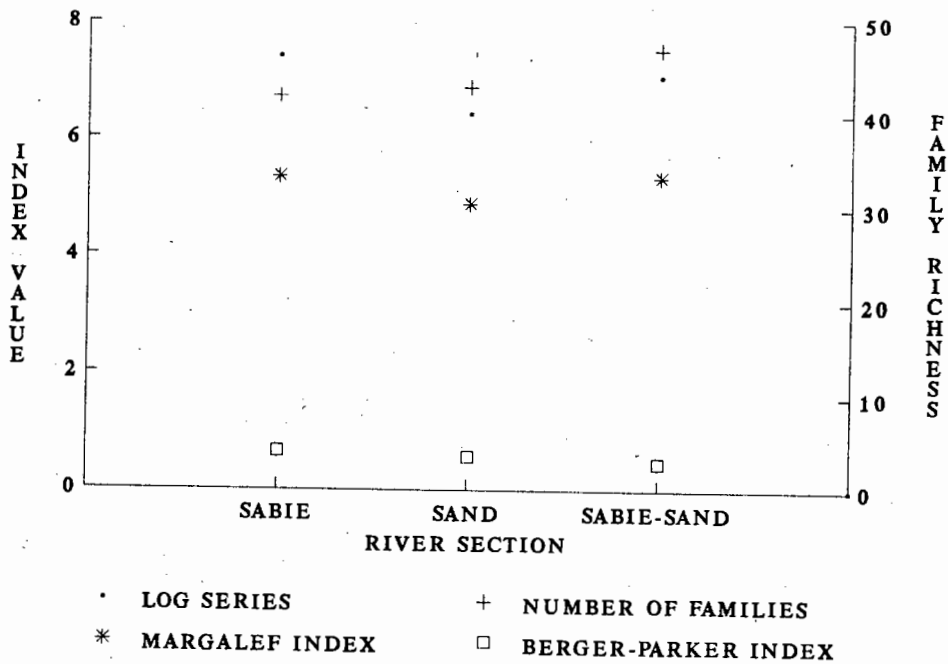 8
6
4
2
0
INDEX VALUE
50
40
30
20
10
0
FAMILY RICHNESS
SABIE SAND SABIE-SAND
RIVER SECTION
LOG SERIES
NUMBER OF FAMILIES
MARGALEF INDEX
BERGER-PARKER INDEX